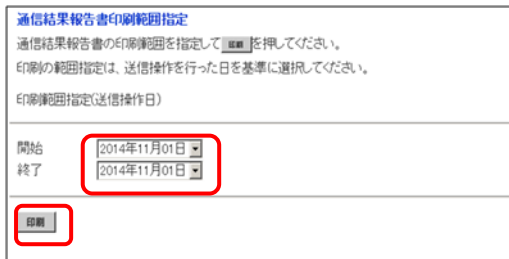 通信結果報告書印刷範囲指定
通信結果報告書の印刷範囲を指定して 印刷 を押してください。
印刷の範囲指定は、送信操作を行った日を基準に選択してください。
印刷範囲指定(送信操作日)
開始 2014年11月01日
終了 2014年11月01日
印刷